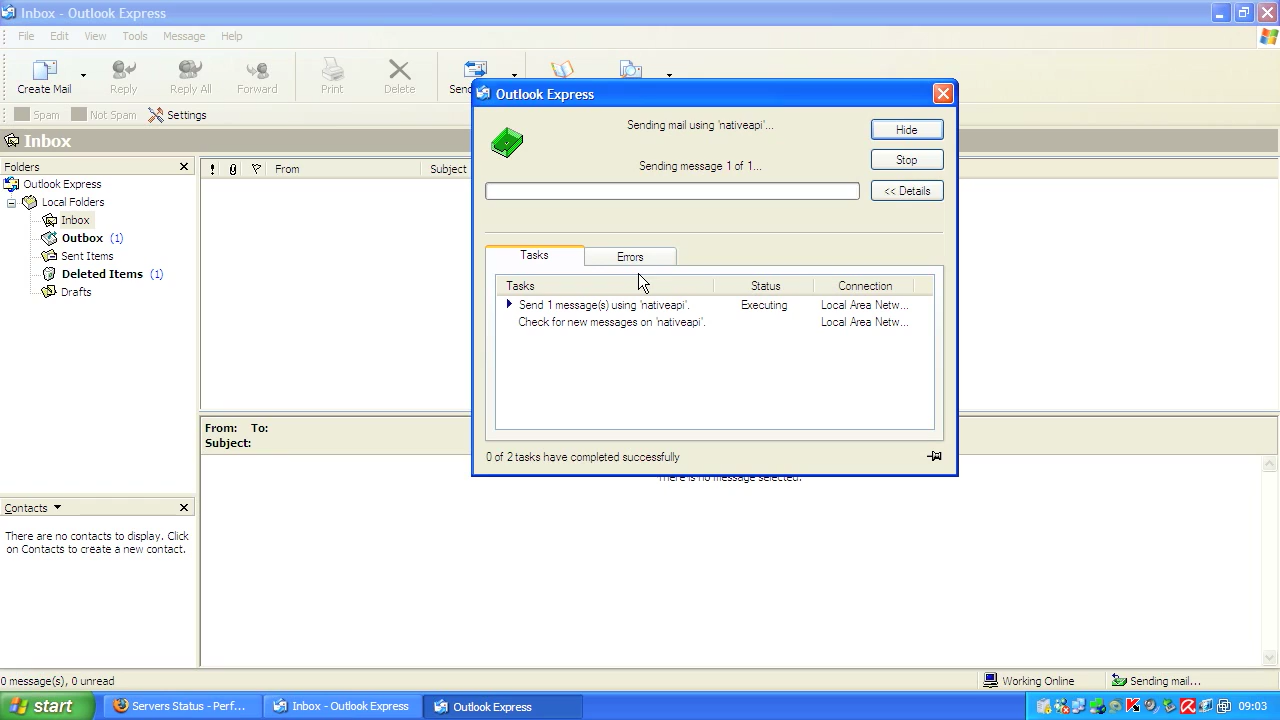 Inbox - Outlook Express
File Edit View Tools Message Help
Create Mail Reply Reply All Forward Print Delete
Spam Not Spam Settings
Inbox
Folders
Outlook Express
Local Folders
Inbox
Outbox (1)
Sent Items
Deleted Items (1)
Drafts
Contacts
There are no contacts to display. Click
on Contacts to create a new contact.
! From Subject
From: To:
Subject:
Outlook Express
Sending mail using 'nativeapi'...
Hide
Sending message 1 of 1...
Stop
<< Details
Tasks Errors
Tasks Status Connection
Send 1 message(s) using 'nativeapi'. Executing Local Area Netw...
Check for new messages on 'nativeapi'. Local Area Netw...
0 of 2 tasks have completed successfully
There is no message selected.
0 message(s), 0 unread Working Online Sending mail...
start Servers Status - Perf... Inbox - Outlook Express Outlook Express 09:03